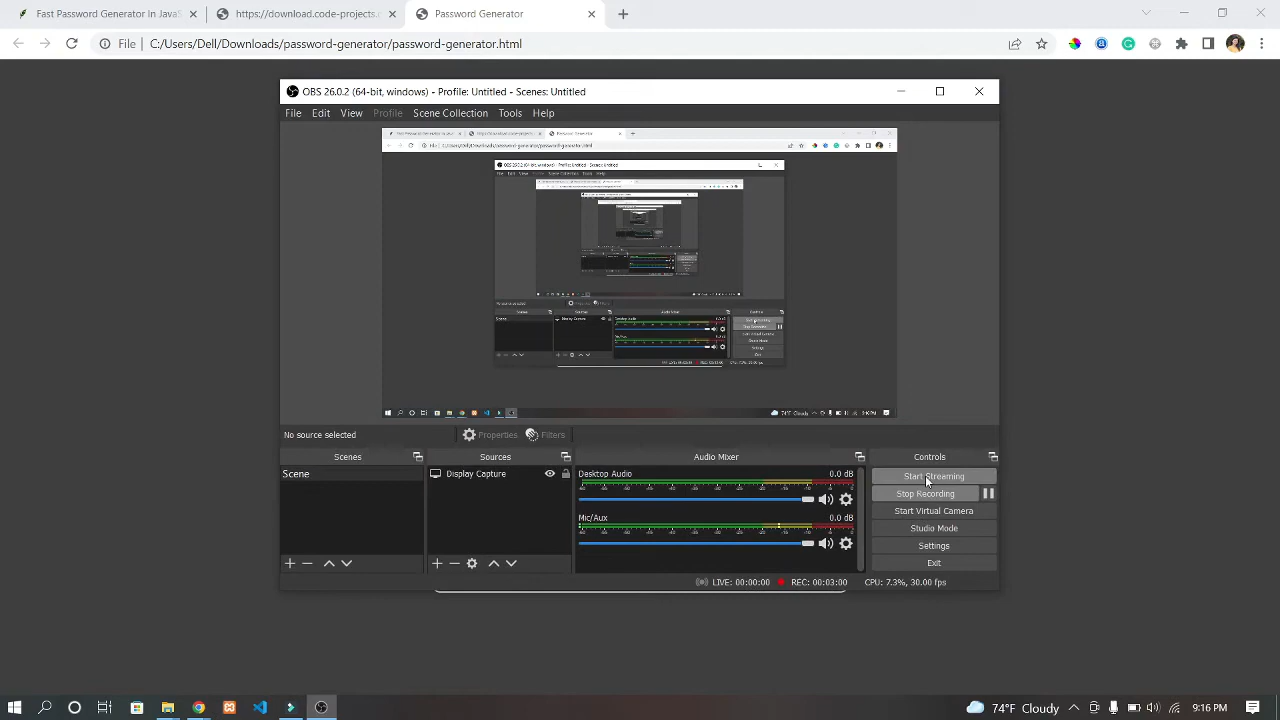 Fast Password Generator In JavaS
https://download.code-projects.
Password Generator
File
C:/Users/Dell/Downloads/password-generator/password-generator.html
OBS 26.0.2 (64-bit, windows) - Profile: Untitled - Scenes: Untitled
File Edit View Profile Scene Collection Tools Help
No source selected
Properties
Filters
Scenes
Sources
Audio Mixer
Controls
Scene
Display Capture
Desktop Audio
0.0 dB
Mic/Aux
0.0 dB
Start Streaming
Stop Recording
Start Virtual Camera
Studio Mode
Settings
Exit
LIVE: 00:00:00
REC: 00:03:00
CPU: 7.3%, 30.00 fps
74°F Cloudy
9:16 PM